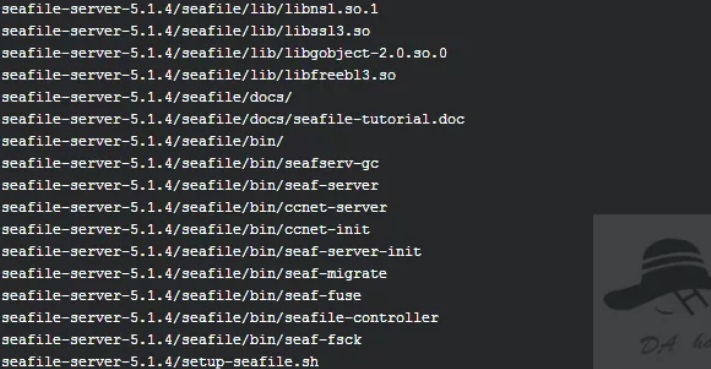 seafile-server-5.1.4/seafile/lib/libnsl.so.1
seafile-server-5.1.4/seafile/lib/libssl3.so
seafile-server-5.1.4/seafile/lib/libgobject-2.0.so.0
seafile-server-5.1.4/seafile/lib/libfreebl3.so
seafile-server-5.1.4/seafile/docs/
seafile-server-5.1.4/seafile/docs/seafile-tutorial.doc
seafile-server-5.1.4/seafile/bin/
seafile-server-5.1.4/seafile/bin/seafserv-gc
seafile-server-5.1.4/seafile/bin/seaf-server
seafile-server-5.1.4/seafile/bin/ccnet-server
seafile-server-5.1.4/seafile/bin/ccnet-init
seafile-server-5.1.4/seafile/bin/seaf-server-init
seafile-server-5.1.4/seafile/bin/seaf-migrate
seafile-server-5.1.4/seafile/bin/seaf-fuse
seafile-server-5.1.4/seafile/bin/seafile-controller
seafile-server-5.1.4/seafile/bin/seaf-fsck
DA
seafile-server-5.1.4/setup-seafile.sh